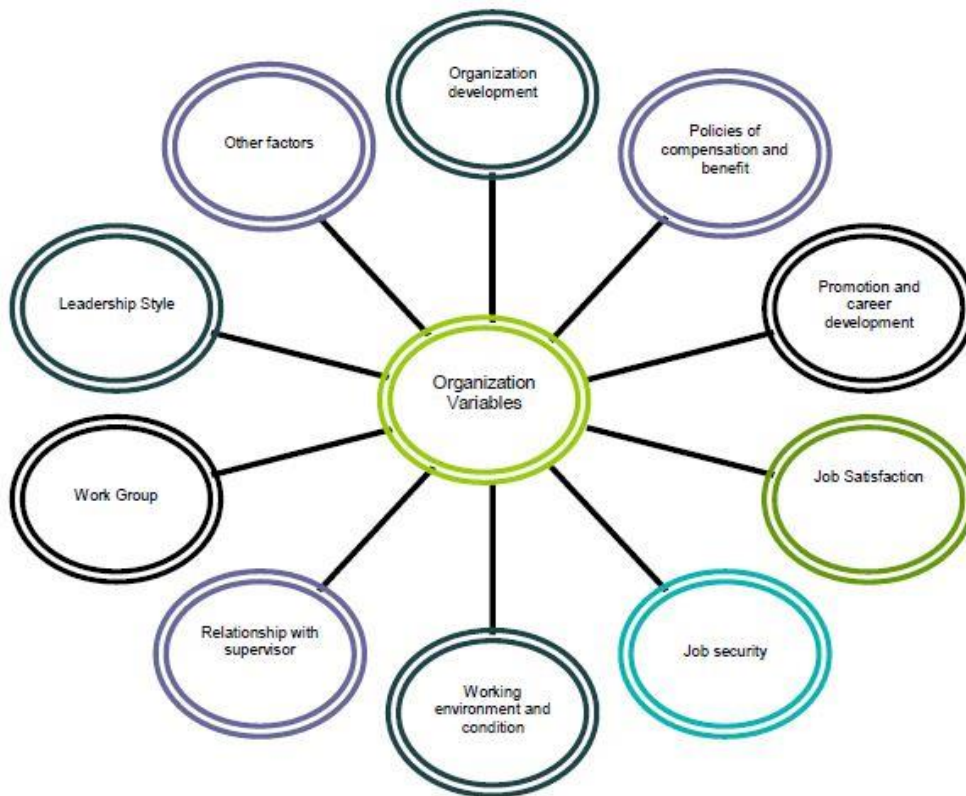 Organization
development
Other factors
Policies of
compensation and
benefit
Leadership Style
Promotion and
career
development
Organization
Variables
Work Group
Job Satisfaction
Relationship with
supervisor
Job security
Working
environment and
condition